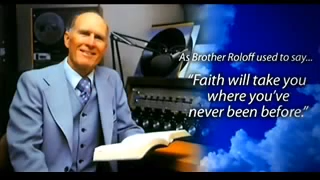 As Brother Roloff used to say...
“Faith will take you
where you’ve
never been before.”